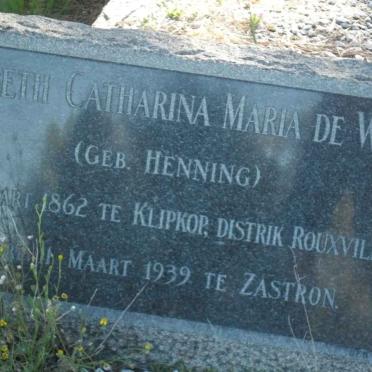 ETH CATHARINA MARIA DE W
(GEB. HENNING)
ART 1862 TE KLIPKOP, DISTRIK ROUXVIL
MAART 1939 TE ZASTRON.